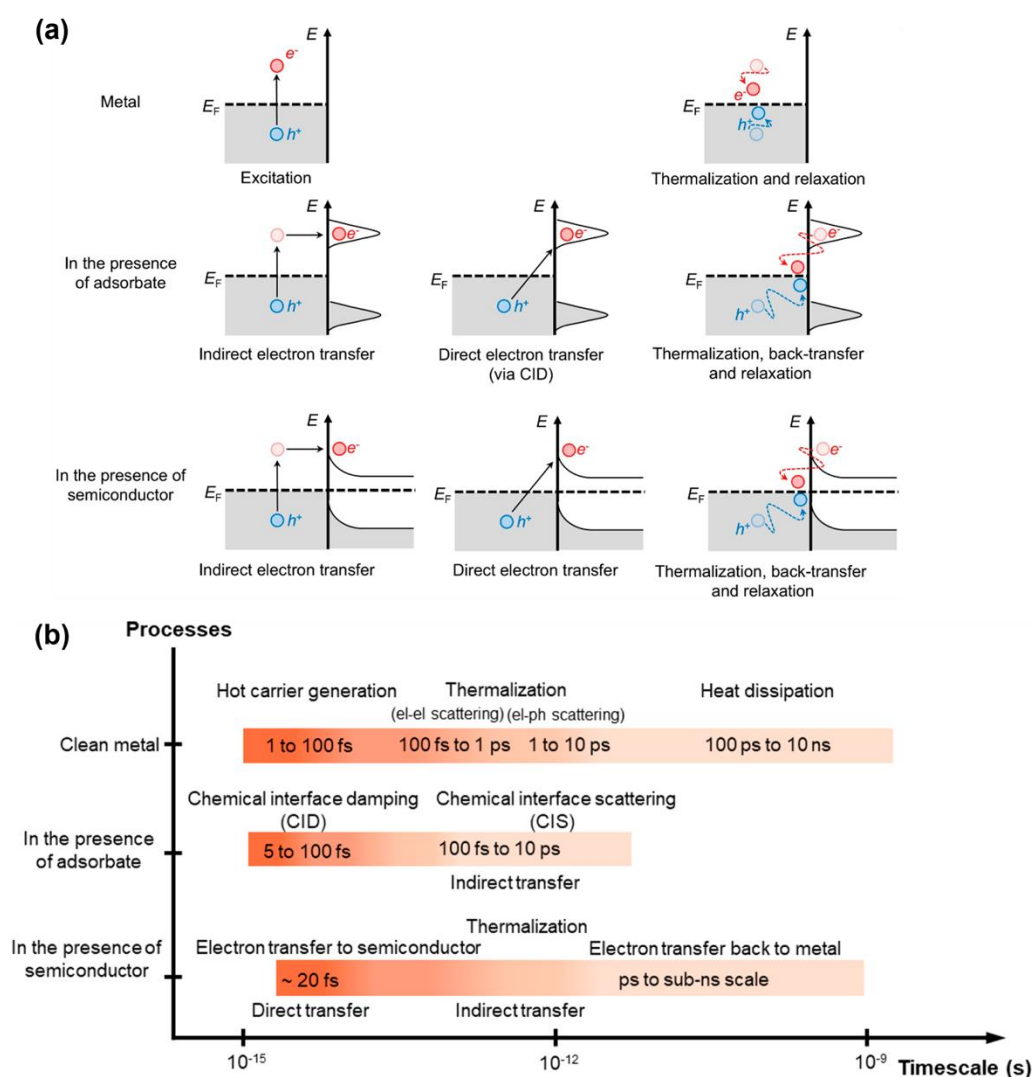 (a)
E
e-
Metal
EF
h+
Excitation
E
e-
EF
h+
Thermalization and relaxation
In the presence
of adsorbate
E
e-
EF
h+
Indirect electron transfer
E
e-
EF
h+
Direct electron transfer
(via CID)
E
e-
EF
h+
Thermalization, back-transfer
and relaxation
In the presence of
semiconductor
E
e-
EF
h+
Indirect electron transfer
E
e-
EF
h+
Direct electron transfer
E
e-
EF
h+
Thermalization, back-transfer
and relaxation
(b)
Processes
Hot carrier generation
Thermalization
Heat dissipation
(el-el scattering) (el-ph scattering)
Clean metal
1 to 100 fs
100 fs to 1 ps
1 to 10 ps
100 ps to 10 ns
Chemical interface damping
(CID)
Chemical interface scattering
(CIS)
In the presence
of adsorbate
5 to 100 fs
100 fs to 10 ps
Indirect transfer
Thermalization
In the presence of
semiconductor
Electron transfer to semiconductor
Electron transfer back to metal
~ 20 fs
ps to sub-ns scale
Direct transfer
Indirect transfer
10-15
10-12
10-9
Timescale (s)